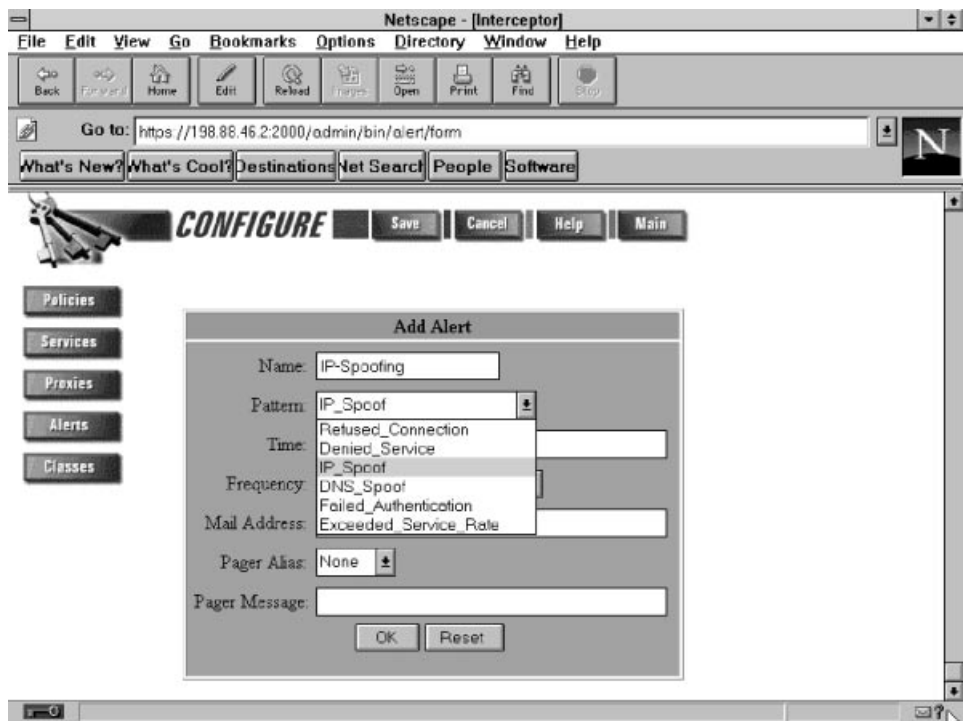 Netscape - [Interceptor]
File Edit View Go Bookmarks Options Directory Window Help
Back Forward Home Edit Reload Images Open Print Find Stop
Go to: https://198.88.46.2:2000/admin/bin/alert/form
N
What's New? What's Cool? Destinations Net Search People Software
CONFIGURE Save Cancel Help Main
Policies
Services
Proxies
Alerts
Classes
Add Alert
Name: IP-Spoofing
Pattern: IP_Spoof
Refused_Connection
Time: Denied_Service
IP_Spoof
Frequency: DNS_Spoof
Failed_Authentication
Mail Address: Exceeded_Service_Rate
Pager Alias: None
Pager Message:
OK Reset